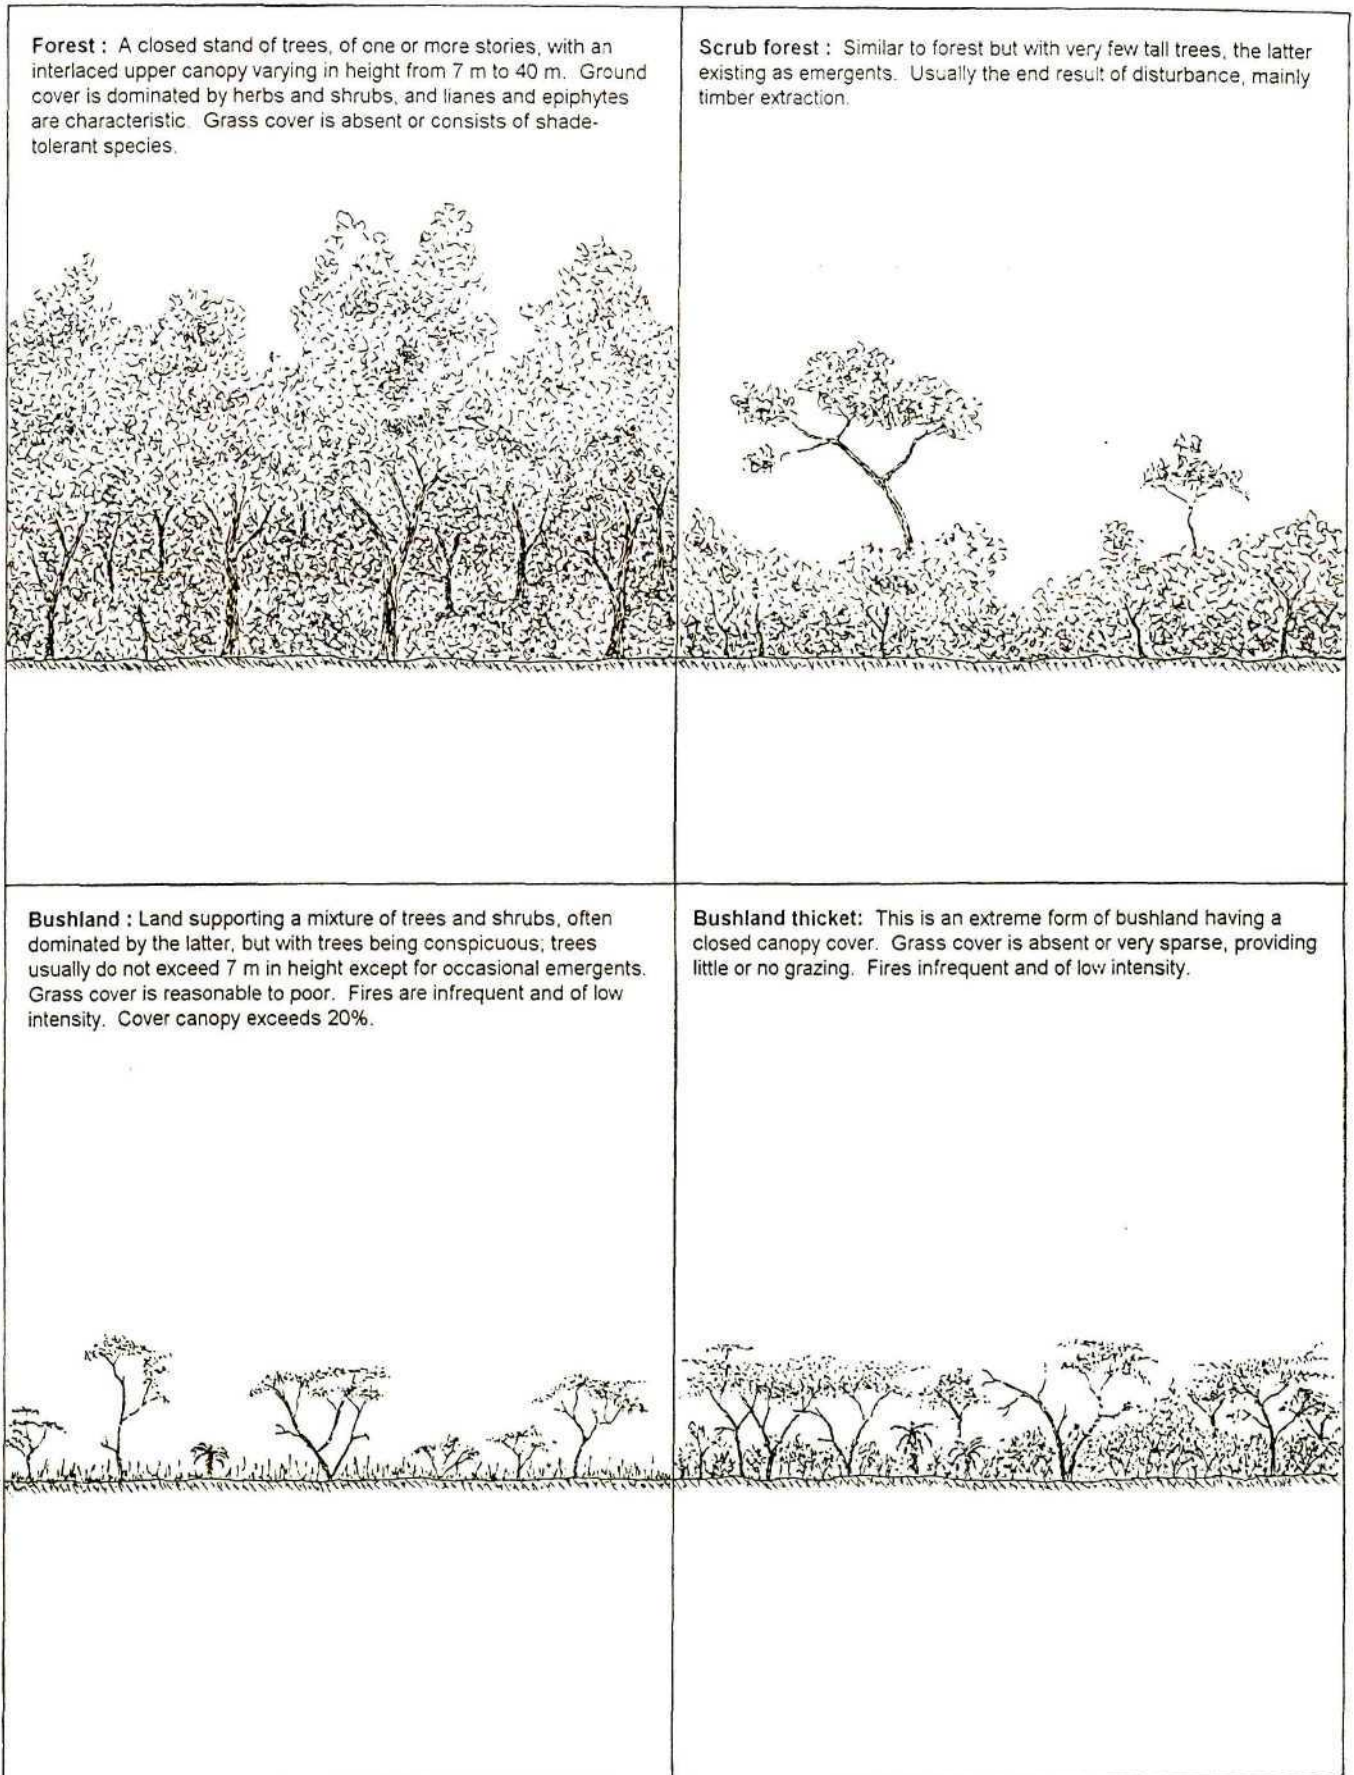 Forest : A closed stand of trees, of one or more stories, with an
interlaced upper canopy varying in height from 7 m to 40 m. Ground
cover is dominated by herbs and shrubs, and lianes and epiphytes
are characteristic. Grass cover is absent or consists of shade-
tolerant species.
Scrub forest : Similar to forest but with very few tall trees, the latter
existing as emergents. Usually the end result of disturbance, mainly
timber extraction.
Bushland : Land supporting a mixture of trees and shrubs, often
dominated by the latter, but with trees being conspicuous; trees
usually do not exceed 7 m in height except for occasional emergents.
Grass cover is reasonable to poor. Fires are infrequent and of low
intensity. Cover canopy exceeds 20%.
Bushland thicket: This is an extreme form of bushland having a
closed canopy cover. Grass cover is absent or very sparse, providing
little or no grazing. Fires infrequent and of low intensity.